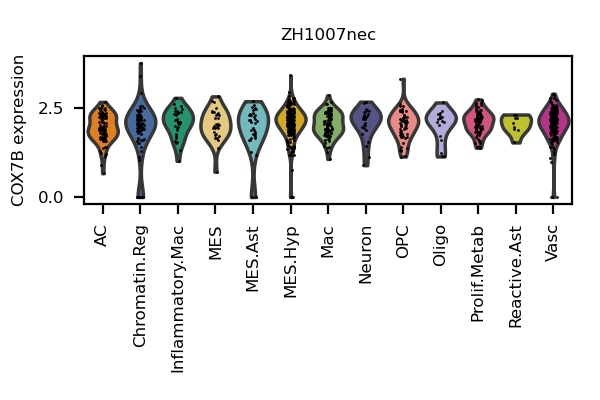 ZH1007nec
COX7B expression
2.5
0.0
AC
Chromatin.Reg
Inflammatory.Mac
MES
MES.Ast
MES.Hyp
Mac
Neuron
OPC
Oligo
Prolif.Metab
Reactive.Ast
Vasc